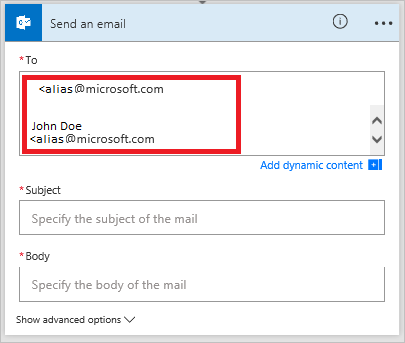 Send an email
*To
<alias@microsoft.com
John Doe
<alias@microsoft.com
Add dynamic content
*Subject
Specify the subject of the mail
*Body
Specify the body of the mail
Show advanced options